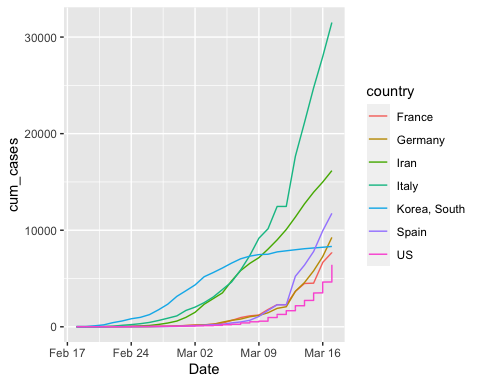 30000
20000
10000
0
cum_cases
Feb 17 Feb 24 Mar 02 Mar 09 Mar 16
Date
country
France
Germany
Iran
Italy
Korea, South
Spain
US